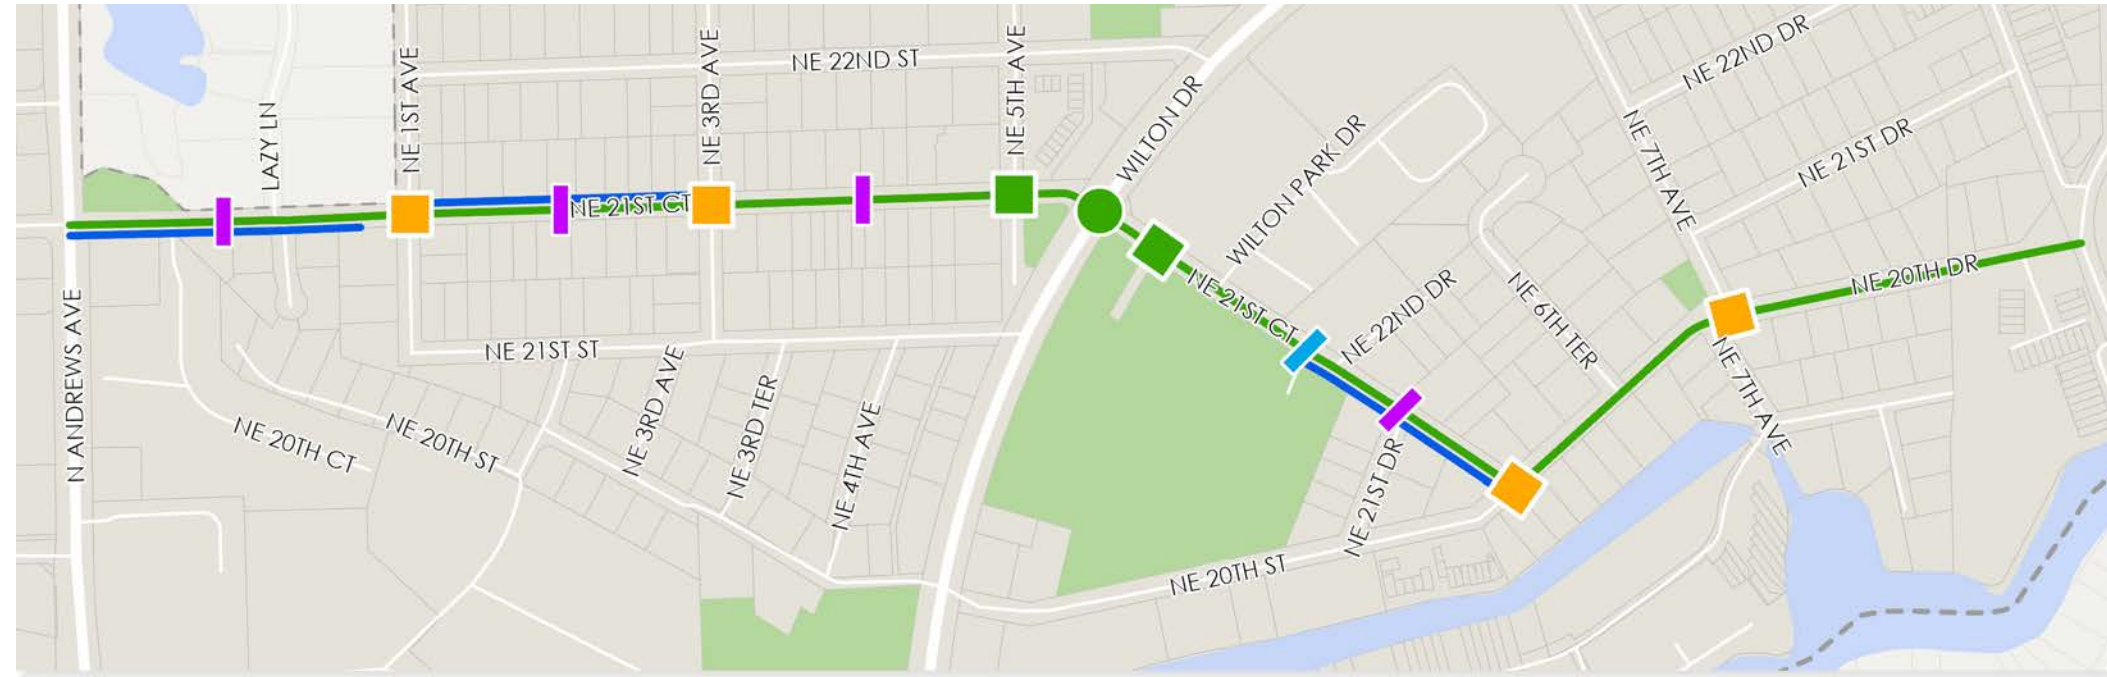 NE 22ND DR
NE 1ST AVE
NE 3RD AVE
NE 5TH AVE
NE 22ND ST
LAZY LN
WILTON DR
WILTON PARK DR
NE 7TH AVE
NE 21ST DR
NE 21ST CT
NE 21ST CT
NE 20TH DR
NE 22ND DR
NE 6TH TER
N ANDREWS AVE
NE 21ST ST
NE 3RD AVE
NE 3RD TER
NE 4TH AVE
NE 7TH AVE
NE 20TH CT
NE 20TH ST
NE 21ST DR
NE 20TH ST